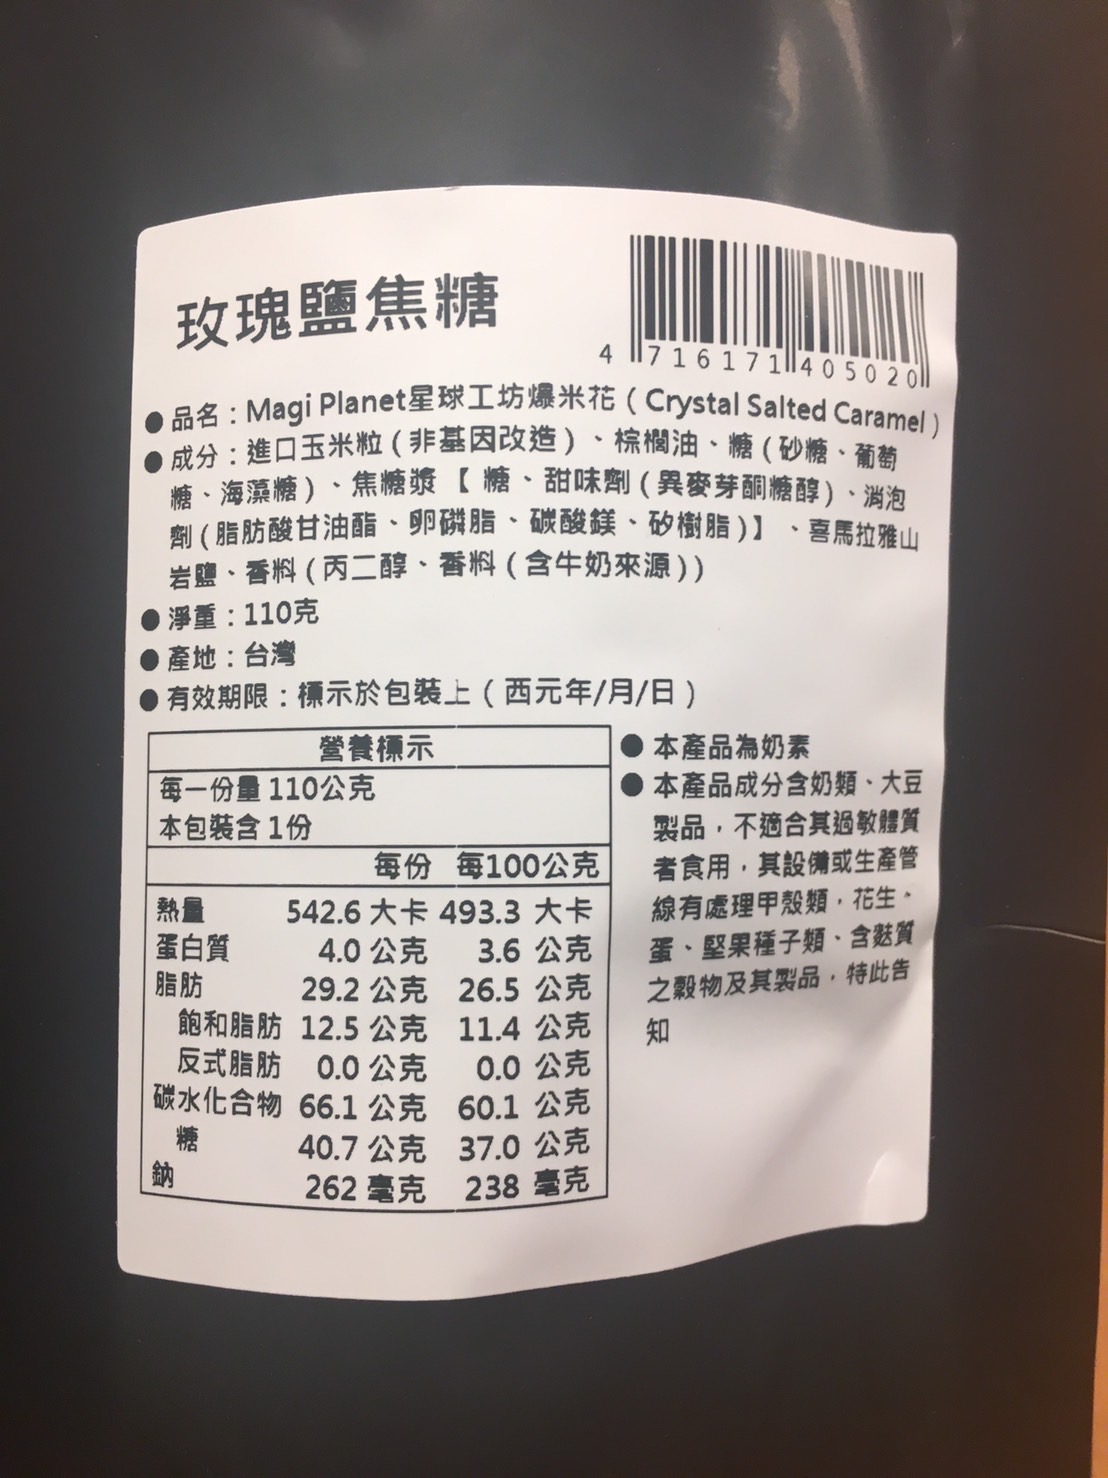 玫瑰鹽焦糖
4 716171 405020
●品名：Magi Planet星球工坊爆米花（Crystal Salted Caramel）
●成分：進口玉米粒（非基因改造）、棕櫚油、糖（砂糖、葡萄
糖、海藻糖）、焦糖漿【糖、甜味劑（異麥芽酮糖醇）、消泡
劑（脂肪酸甘油酯、卵磷脂、碳酸鎂、矽樹脂）】、喜馬拉雅山
岩鹽、香料（丙二醇、香料（含牛奶來源））
●淨重：110克
●產地：台灣
●有效期限：標示於包裝上（西元年/月/日）
營養標示
每一份量 110公克
本包裝含 1份
每份 每100公克
熱量 542.6 大卡 493.3 大卡
蛋白質 4.0 公克 3.6 公克
脂肪 29.2 公克 26.5 公克
飽和脂肪 12.5 公克 11.4 公克
反式脂肪 0.0 公克 0.0 公克
碳水化合物 66.1 公克 60.1 公克
糖 40.7 公克 37.0 公克
鈉 262 毫克 238 毫克
●本產品為奶素
●本產品成分含奶類、大豆
製品，不適合其過敏體質
者食用，其設備或生產管
線有處理甲殼類，花生、
蛋、堅果種子類、含麩質
之穀物及其製品，特此告
知